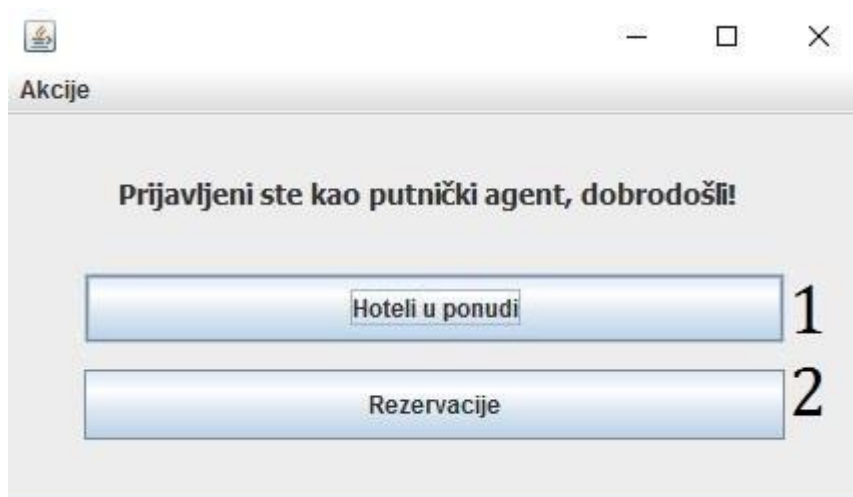 Akcije
Prijavljeni ste kao putnički agent, dobrodošli!
Hoteli u ponudi 1
Rezervacije 2